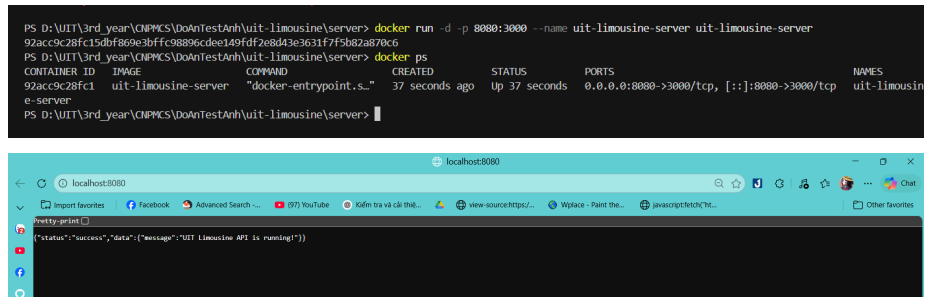 PS D:\UIT\3rd_year\CNPMCS\DoAnTestAnh\uit-limousine\server> docker run -d -p 8080:3000 --name uit-limousine-server uit-limousine-server
92acc9c28fc15dbf869e3bffc98896cdee149fdf2e8d43e3631f7f5b82a870c6
PS D:\UIT\3rd_year\CNPMCS\DoAnTestAnh\uit-limousine\server> docker ps
CONTAINER ID IMAGE COMMAND CREATED STATUS PORTS NAMES
92acc9c28fc1 uit-limousine-server "docker-entrypoint.s…" 37 seconds ago Up 37 seconds 0.0.0.0:8080->3000/tcp, [::]:8080->3000/tcp uit-limousin
e-server
PS D:\UIT\3rd_year\CNPMCS\DoAnTestAnh\uit-limousine\server>
localhost:8080
localhost:8080
Chat
Import favorites Facebook Advanced Search -... (97) YouTube Kiểm tra và cải thiệ... view-source:https:/... Wplace - Paint the... javascript:fetch("ht... Other favorites
Pretty-print
{"status":"success","data":{"message":"UIT Limousine API is running!"}}